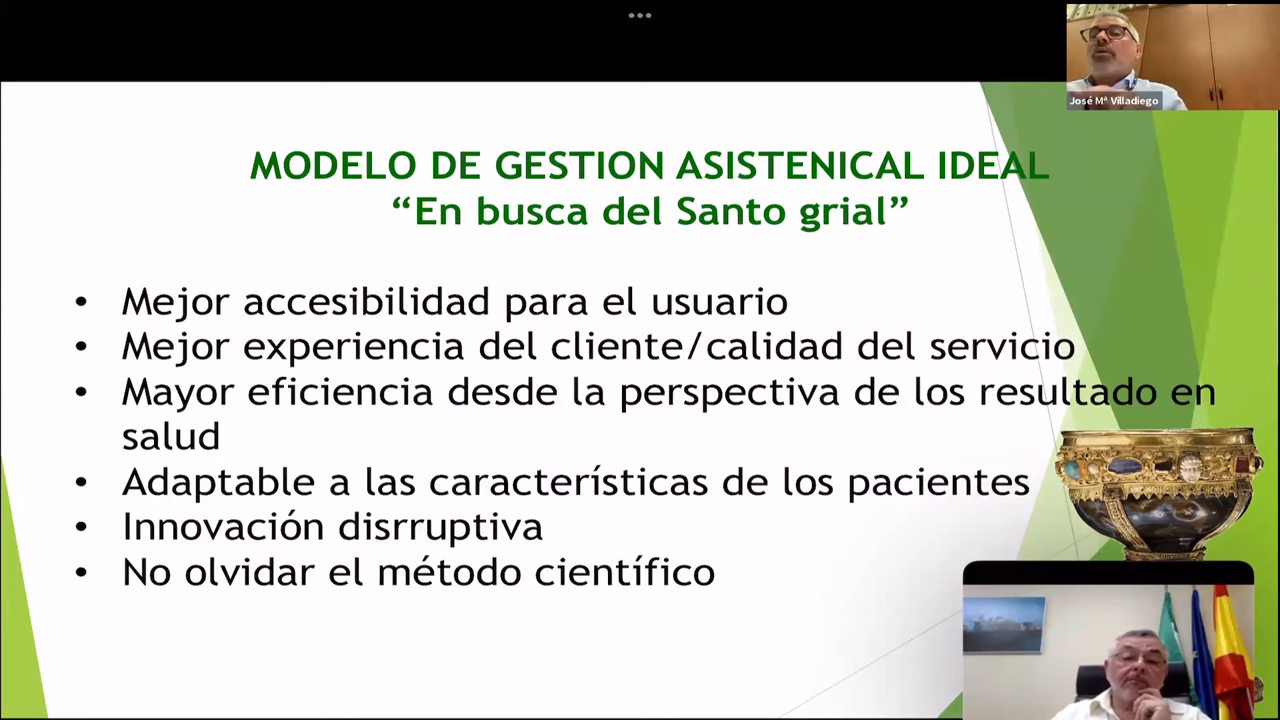 José Mª Villadiego
MODELO DE GESTION ASISTENICAL IDEAL
“En busca del Santo grial”
• Mejor accesibilidad para el usuario
• Mejor experiencia del cliente/calidad del servicio
• Mayor eficiencia desde la perspectiva de los resultado en
salud
• Adaptable a las características de los pacientes
• Innovación disrruptiva
• No olvidar el método científico